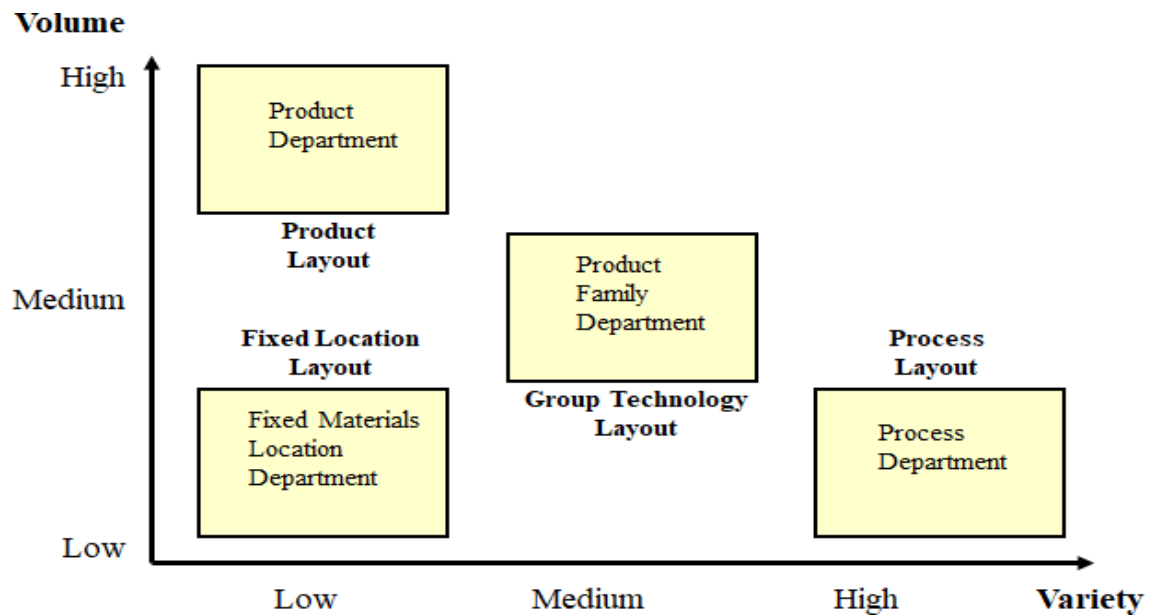 Volume
High
Product
Department
Product
Layout
Medium
Product
Family
Department
Fixed Location
Layout
Process
Layout
Group Technology
Layout
Fixed Materials
Location
Department
Process
Department
Low
Low
Medium
High
Variety